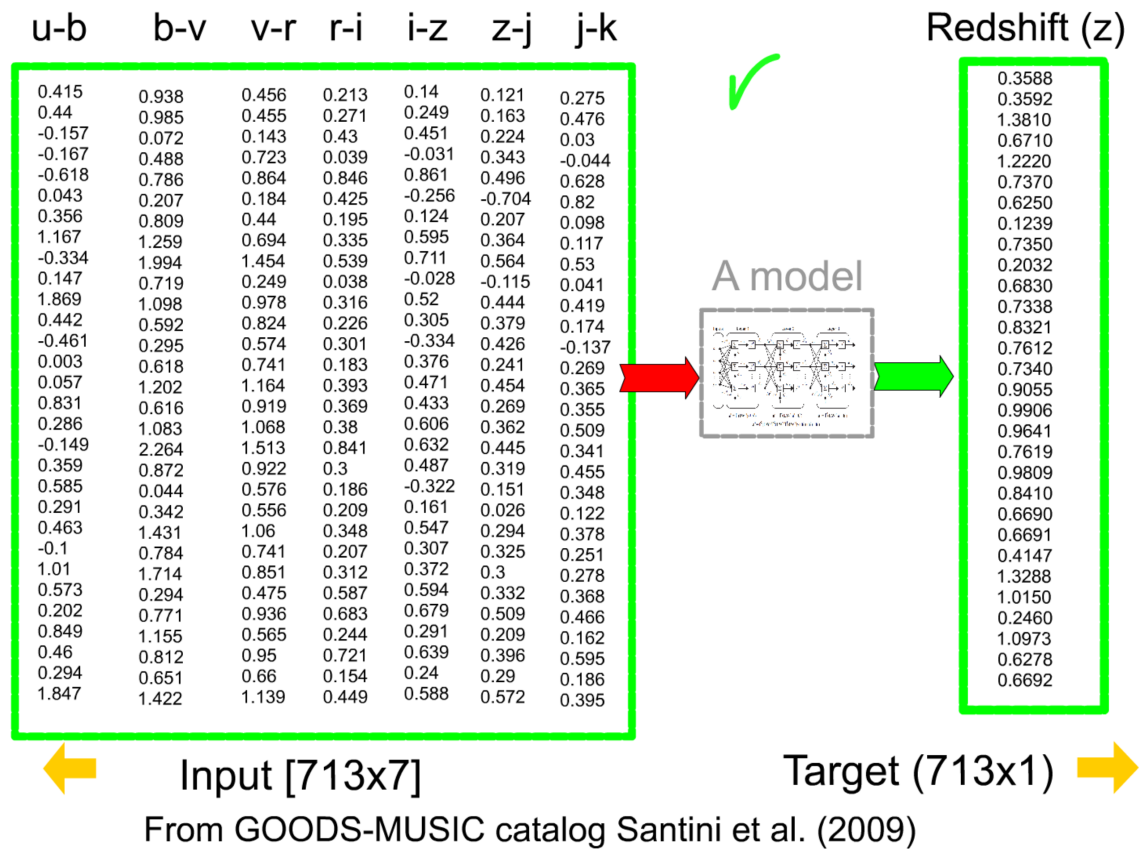 u-b b-v v-r r-i i-z z-j j-k Redshift (z)
0.415 0.938 0.456 0.213 0.14 0.121 0.275 0.3588
0.44 0.985 0.455 0.271 0.249 0.163 0.476 0.3592
-0.157 0.072 0.143 0.43 0.451 0.224 0.03 1.3810
-0.167 0.488 0.723 0.039 -0.031 0.343 -0.044 0.6710
-0.618 0.786 0.864 0.846 0.861 0.496 0.628 1.2220
0.043 0.207 0.184 0.425 -0.256 -0.704 0.82 0.7370
0.356 0.809 0.44 0.195 0.124 0.207 0.098 0.6250
1.167 1.259 0.694 0.335 0.595 0.364 0.117 0.1239
-0.334 1.994 1.454 0.539 0.711 0.564 0.53 0.7350
0.147 0.719 0.249 0.038 -0.028 -0.115 0.041 0.2032
1.869 1.098 0.978 0.316 0.52 0.444 0.419 0.6830
0.442 0.592 0.824 0.226 0.305 0.379 0.174 0.7338
-0.461 0.295 0.574 0.301 -0.334 0.426 -0.137 0.8321
0.003 0.618 0.741 0.183 0.376 0.241 0.269 0.7612
0.057 1.202 1.164 0.393 0.471 0.454 0.365 0.7340
0.831 0.616 0.919 0.369 0.433 0.269 0.355 0.9055
0.286 1.083 1.068 0.38 0.606 0.362 0.509 0.9906
-0.149 2.264 1.513 0.841 0.632 0.445 0.341 0.9641
0.359 0.872 0.922 0.3 0.487 0.319 0.455 0.7619
0.585 0.044 0.576 0.186 -0.322 0.151 0.348 0.9809
0.291 0.342 0.556 0.209 0.161 0.026 0.122 0.8410
0.463 1.431 1.06 0.348 0.547 0.294 0.378 0.6690
-0.1 0.784 0.741 0.207 0.307 0.325 0.251 0.6691
1.01 1.714 0.851 0.312 0.372 0.3 0.278 0.4147
0.573 0.294 0.475 0.587 0.594 0.332 0.368 1.3288
0.202 0.771 0.936 0.683 0.679 0.509 0.466 1.0150
0.849 1.155 0.565 0.244 0.291 0.209 0.162 0.2460
0.46 0.812 0.95 0.721 0.639 0.396 0.595 1.0973
0.294 0.651 0.66 0.154 0.24 0.29 0.186 0.6278
1.847 1.422 1.139 0.449 0.588 0.572 0.395 0.6692
A model
Input [713x7]
Target (713x1)
From GOODS-MUSIC catalog Santini et al. (2009)